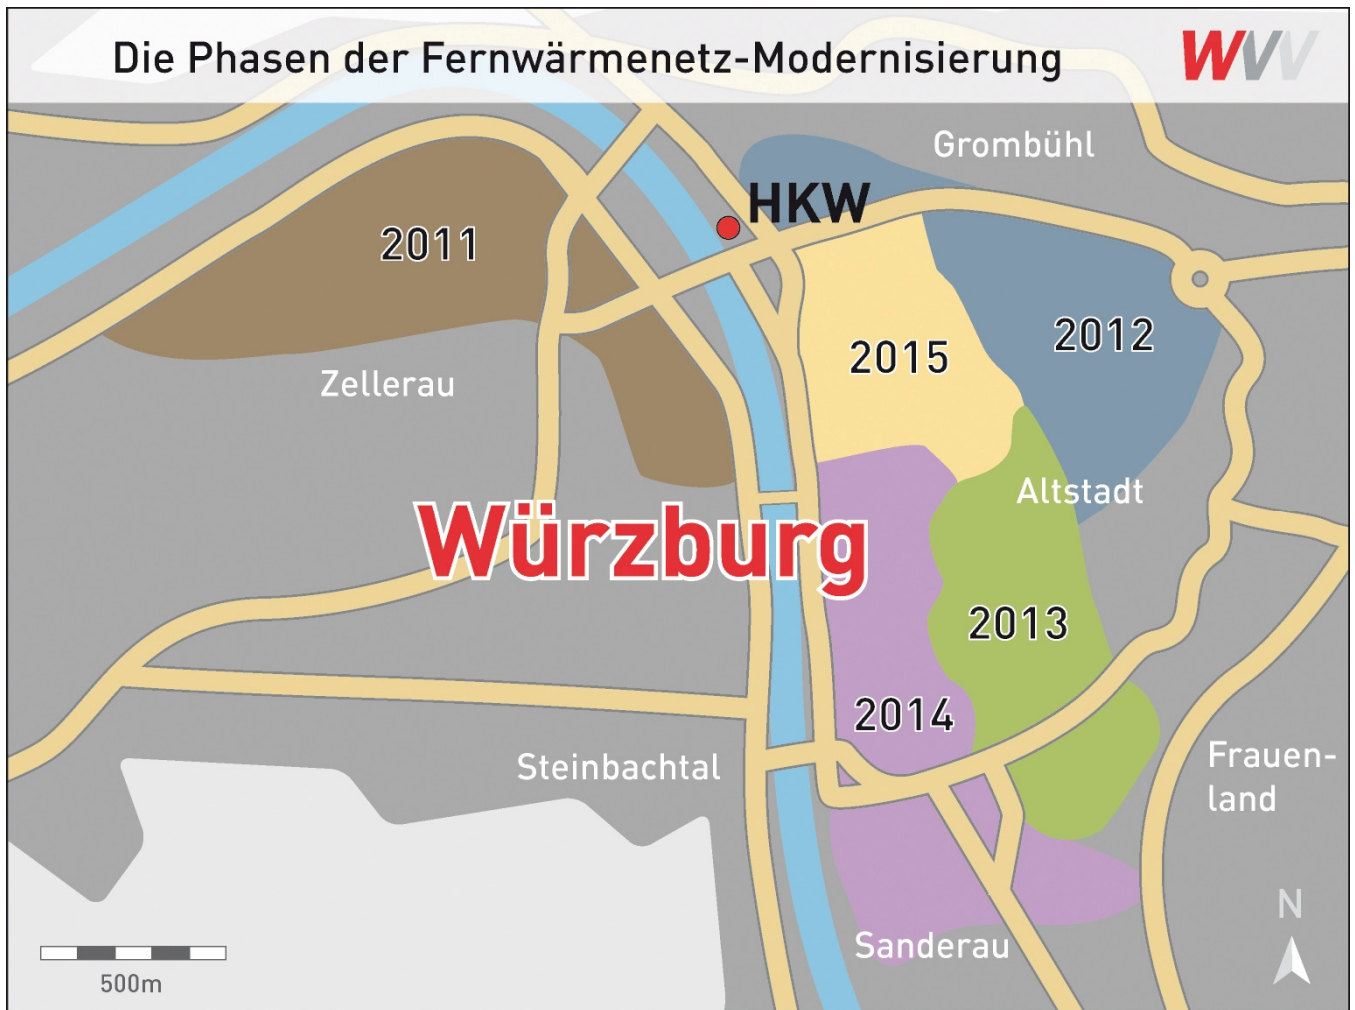 Die Phasen der Fernwärmenetz-Modernisierung
WVV
Grombühl
HKW
2011
2012
2015
Zellerau
Altstadt
Würzburg
2013
2014
Steinbachtal
Frauen-
land
N
Sanderau
500m